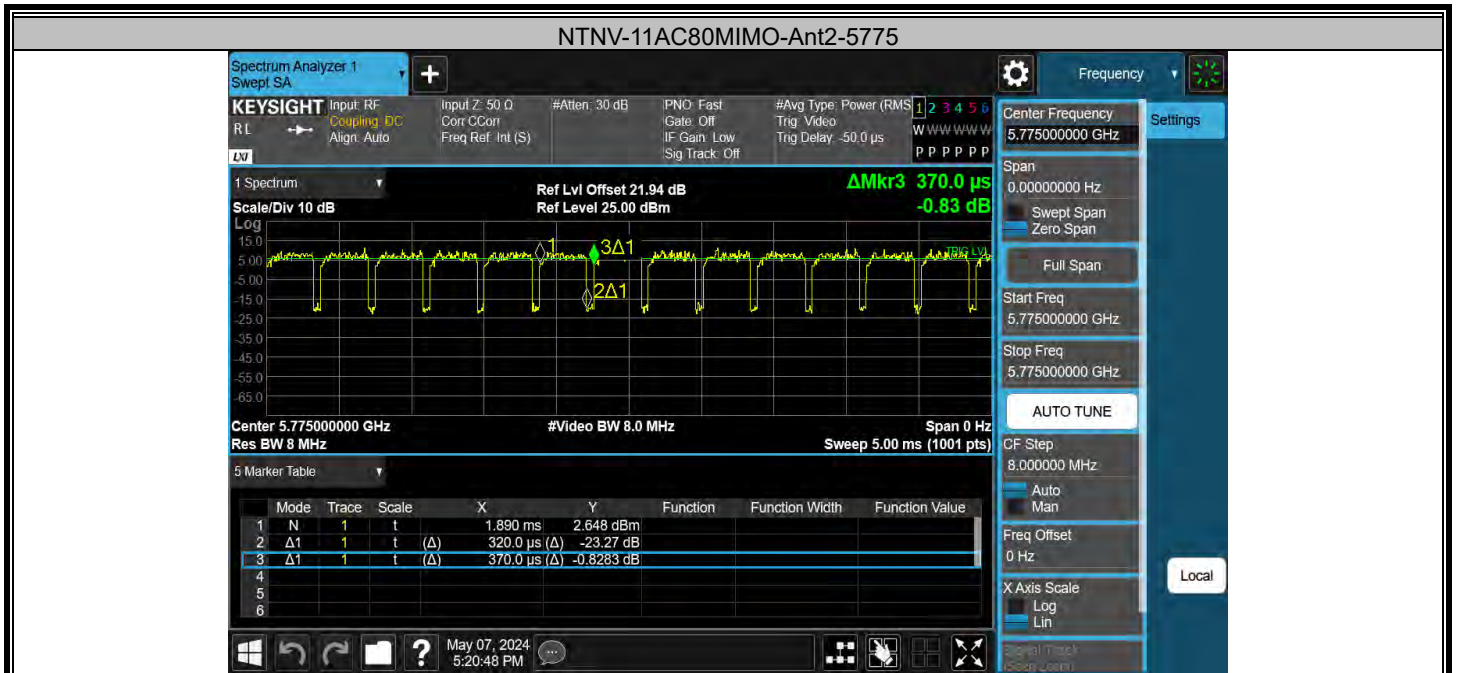 NTNV-11AC80MIMO-Ant2-5775
Spectrum Analyzer 1
Swept SA
+
Frequency
KEYSIGHT
RL
LXI
Input: RF
Coupling: DC
Align: Auto
Input Z: 50 Ω
Corr CCorr
Freq Ref: Int (S)
#Atten: 30 dB
PNO: Fast
Gate: Off
IF Gain: Low
Sig Track: Off
#Avg Type: Power (RMS
Trig: Video
Trig Delay: -50.0 µs
1 2 3 4 5 6
W W W W W W
P P P P P P
1 Spectrum
Scale/Div 10 dB
Ref Lvl Offset 21.94 dB
Ref Level 25.00 dBm
ΔMkr3 370.0 µs
-0.83 dB
Log
15.0
5.00
-5.00
-15.0
-25.0
-35.0
-45.0
-55.0
-65.0
1
3Δ1
2Δ1
TRIG LVL
Center 5.775000000 GHz
Res BW 8 MHz
#Video BW 8.0 MHz
Span 0 Hz
Sweep 5.00 ms (1001 pts)
5 Marker Table
Mode Trace Scale X Y Function Function Width Function Value
1 N 1 t 1.890 ms 2.648 dBm
2 Δ1 1 t (Δ) 320.0 µs (Δ) -23.27 dB
3 Δ1 1 t (Δ) 370.0 µs (Δ) -0.8283 dB
4
5
6
?
May 07, 2024
5:20:48 PM
Center Frequency
5.775000000 GHz
Span
0.00000000 Hz
Swept Span
Zero Span
Full Span
Start Freq
5.775000000 GHz
Stop Freq
5.775000000 GHz
AUTO TUNE
CF Step
8.000000 MHz
Auto
Man
Freq Offset
0 Hz
X Axis Scale
Log
Lin
Signal Track
(Span Zoom)
Settings
Local